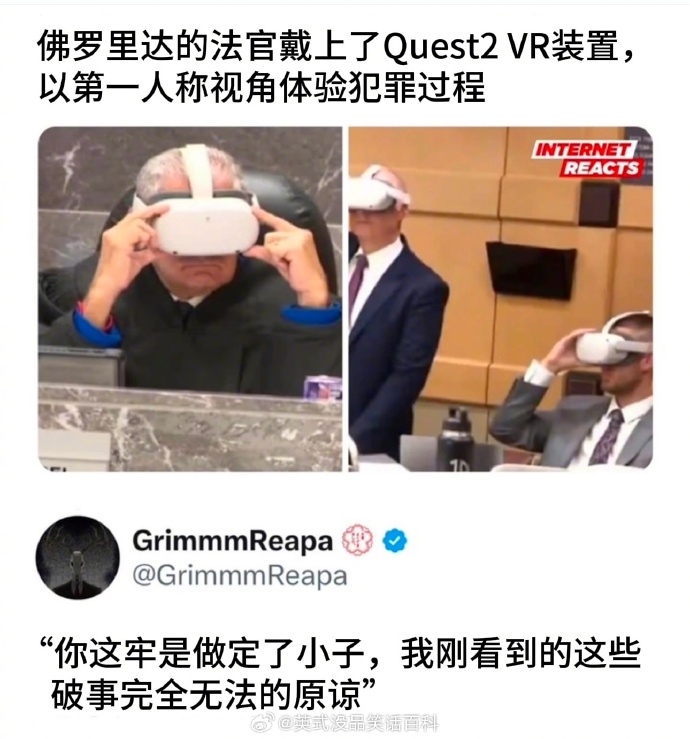 佛罗里达的法官戴上了Quest2 VR装置，
以第一人称视角体验犯罪过程
INTERNET
REACTS
GrimmmReapa
@GrimmmReapa
“你这牢是做定了小子，我刚看到的这些
破事完全无法的原谅”
@英式没品笑话百科